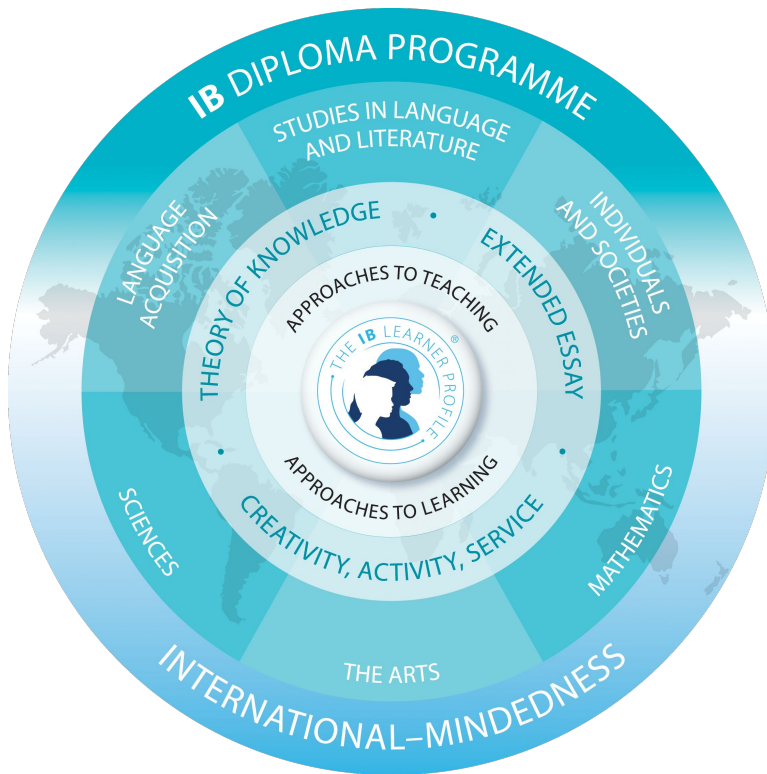 IB DIPLOMA PROGRAMME
STUDIES IN LANGUAGE
AND LITERATURE
LANGUAGE
ACQUISITION
INDIVIDUALS
AND SOCIETIES
THEORY OF KNOWLEDGE
EXTENDED ESSAY
APPROACHES TO TEACHING
THE IB LEARNER PROFILE®
APPROACHES TO LEARNING
CREATIVITY, ACTIVITY, SERVICE
SCIENCES
MATHEMATICS
THE ARTS
INTERNATIONAL–MINDEDNESS